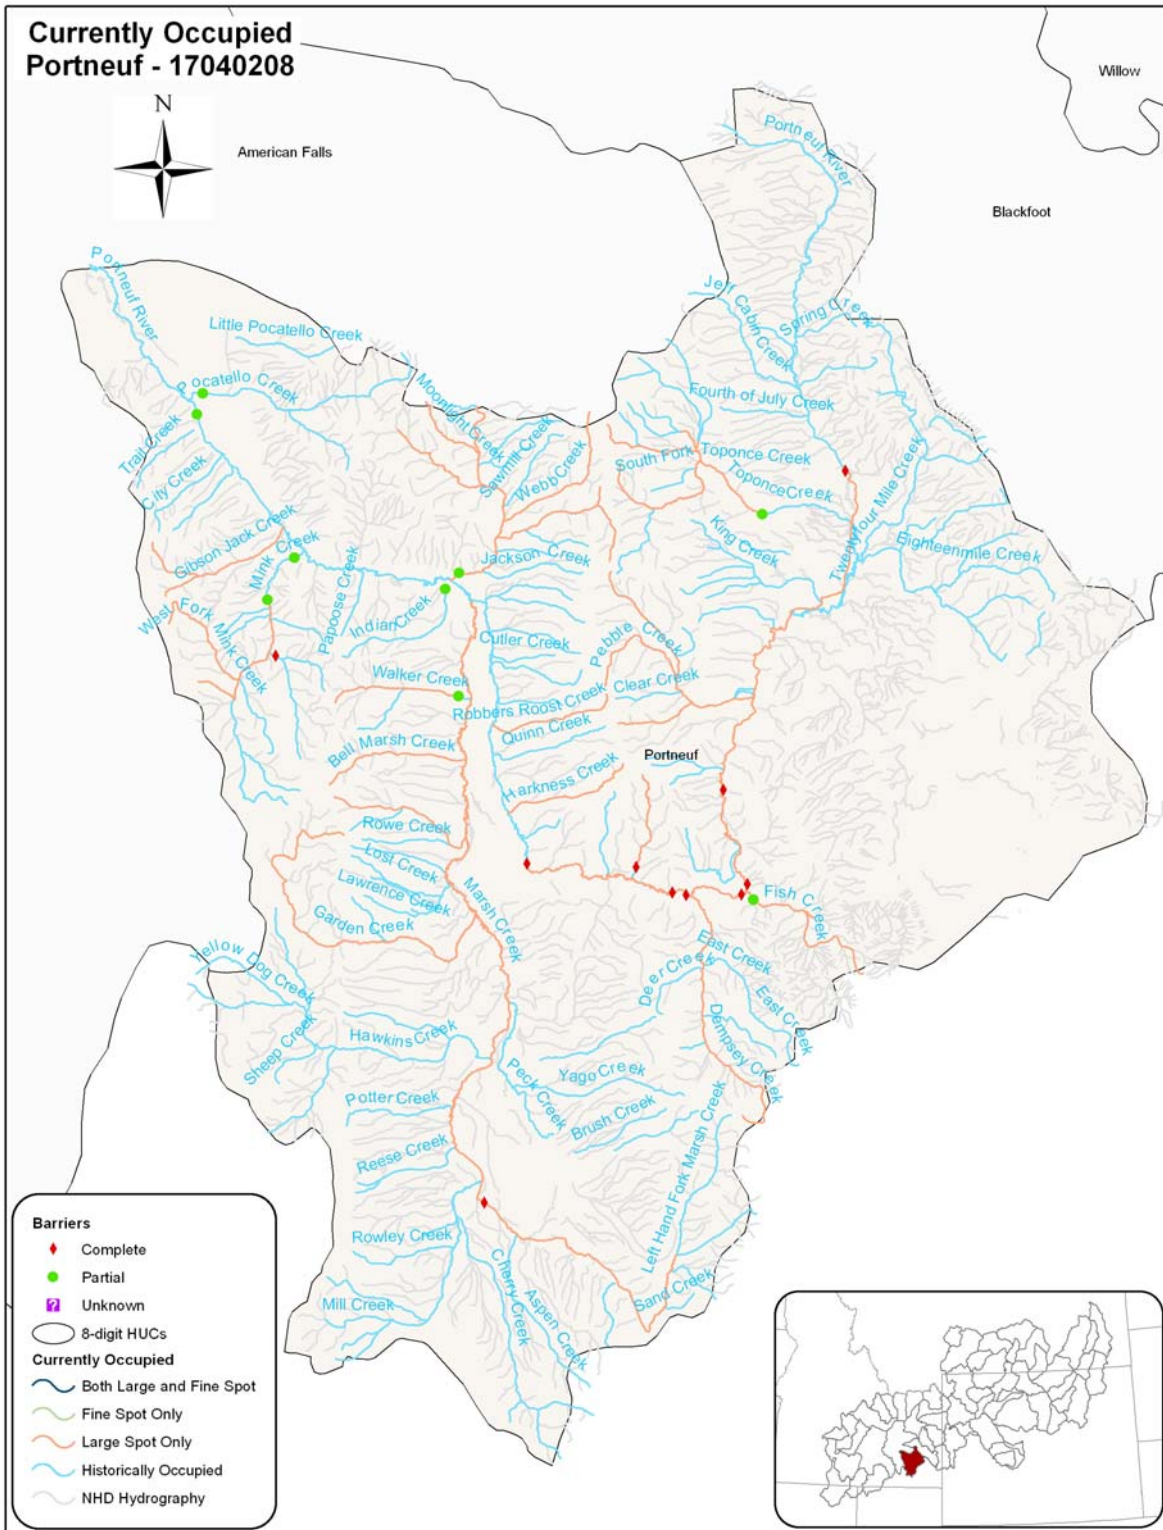 Currently Occupied
Portneuf - 17040208
N
American Falls
Willow
Blackfoot
Portneuf River
Portneuf River
Jeff Cabin Creek
Spring Creek
Little Pocatello Creek
Pocatello Creek
Moonlight Creek
Fourth of July Creek
Trail Creek
Sawmill Creek
South Fork Toponce Creek
City Creek
Webb Creek
Toponce Creek
Twentyfour Mile Creek
Gibson Jack Creek
Mink Creek
King Creek
Eighteenmile Creek
Jackson Creek
Papoose Creek
West Fork Mink Creek
Indian Creek
Cutler Creek
Pebble Creek
Walker Creek
Clear Creek
Robbers Roost Creek
Quinn Creek
Bell Marsh Creek
Portneuf
Harkness Creek
Rowe Creek
Lost Creek
Lawrence Creek
Marsh Creek
Fish Creek
Garden Creek
East Creek
Yellow Dog Creek
Deer Creek
East Creek
Sheep Creek
Hawkins Creek
Dempsey Creek
Peck Creek
Yago Creek
Potter Creek
Brush Creek
Reese Creek
Left Hand Fork Marsh Creek
Rowley Creek
Cherry Creek
Aspen Creek
Sand Creek
Mill Creek
Barriers
Complete
Partial
?
Unknown
8-digit HUCs
Currently Occupied
Both Large and Fine Spot
Fine Spot Only
Large Spot Only
Historically Occupied
NHD Hydrography